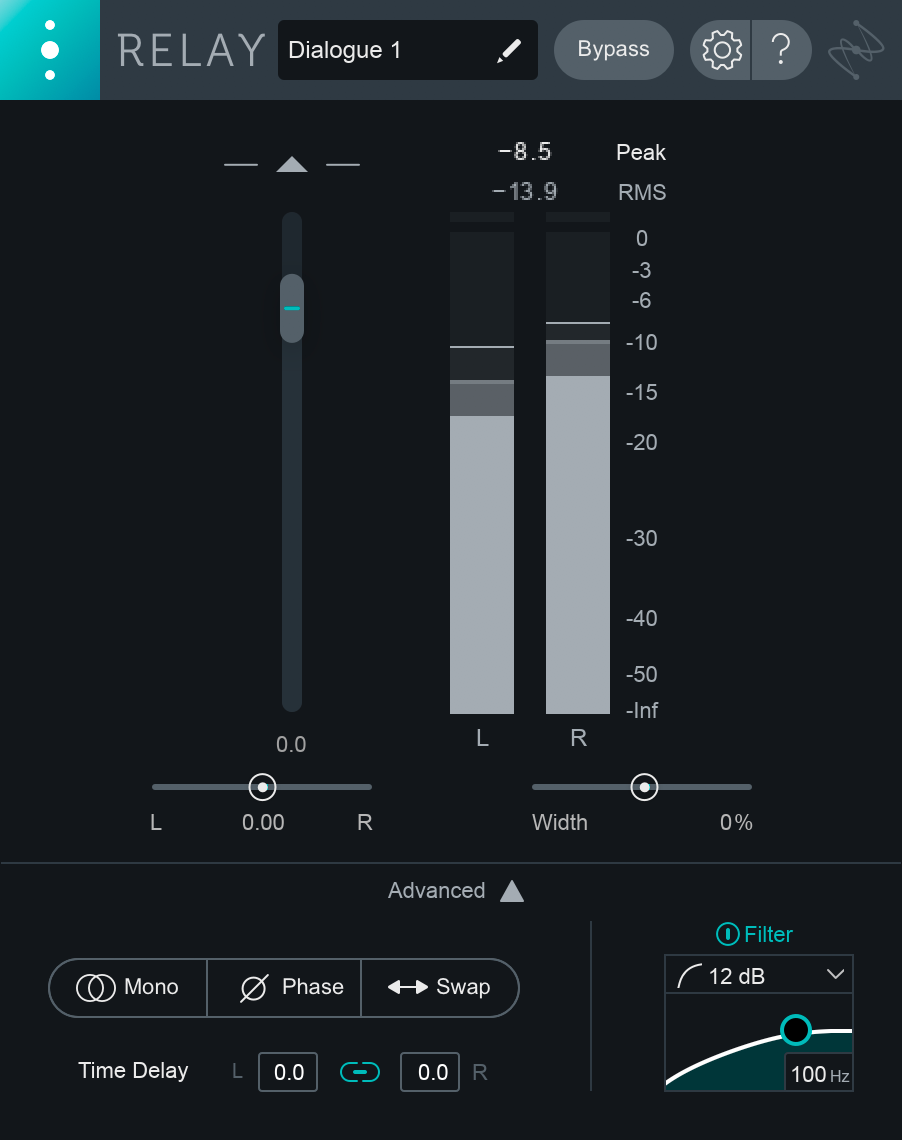 RELAY
Dialogue 1
Bypass
?
-8.5 Peak
-13.9 RMS
0
-3
-6
-10
-15
-20
-30
-40
-50
-Inf
L R
0.0
L 0.00 R
Width 0%
Advanced
Filter
12 dB
Mono Phase Swap
Time Delay L 0.0 0.0 R
100 Hz